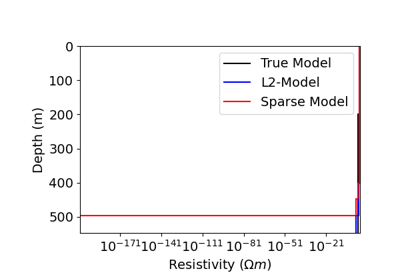 0
100
200
300
400
500
Depth (m)
True Model
L2-Model
Sparse Model
10⁻¹⁷¹ 10⁻¹⁴¹ 10⁻¹¹¹ 10⁻⁸¹ 10⁻⁵¹ 10⁻²¹
Resistivity (Ωm)